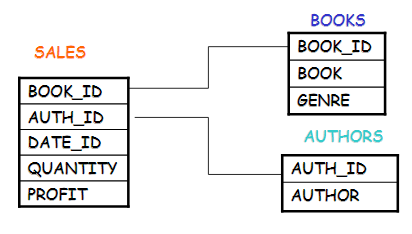 SALES
BOOK_ID
AUTH_ID
DATE_ID
QUANTITY
PROFIT
BOOKS
BOOK_ID
BOOK
GENRE
AUTHORS
AUTH_ID
AUTHOR